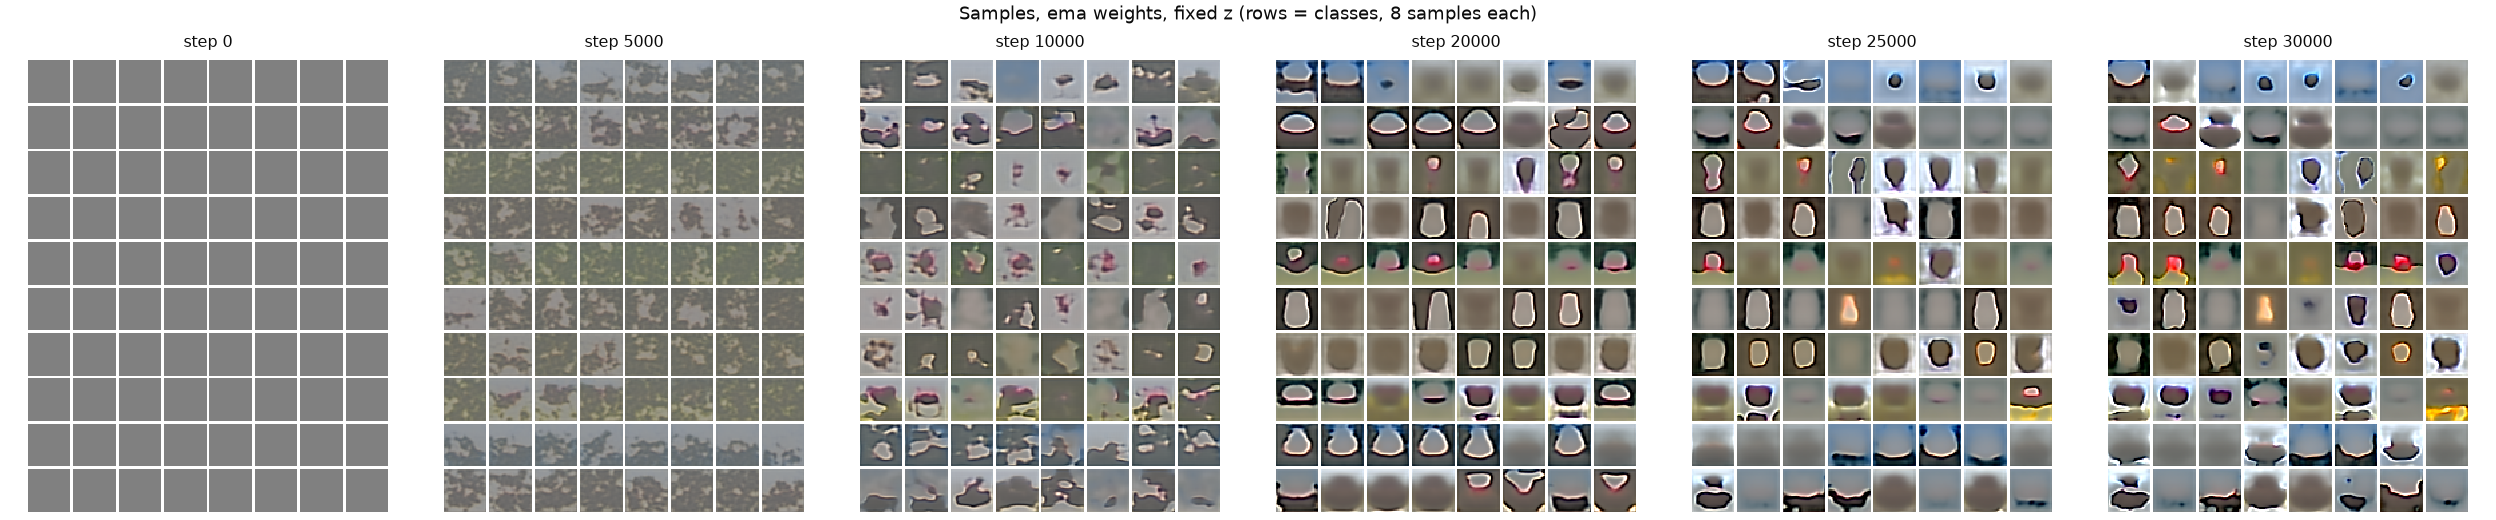 Samples, ema weights, fixed z (rows = classes, 8 samples each)
step 0
step 5000
step 10000
step 20000
step 25000
step 30000